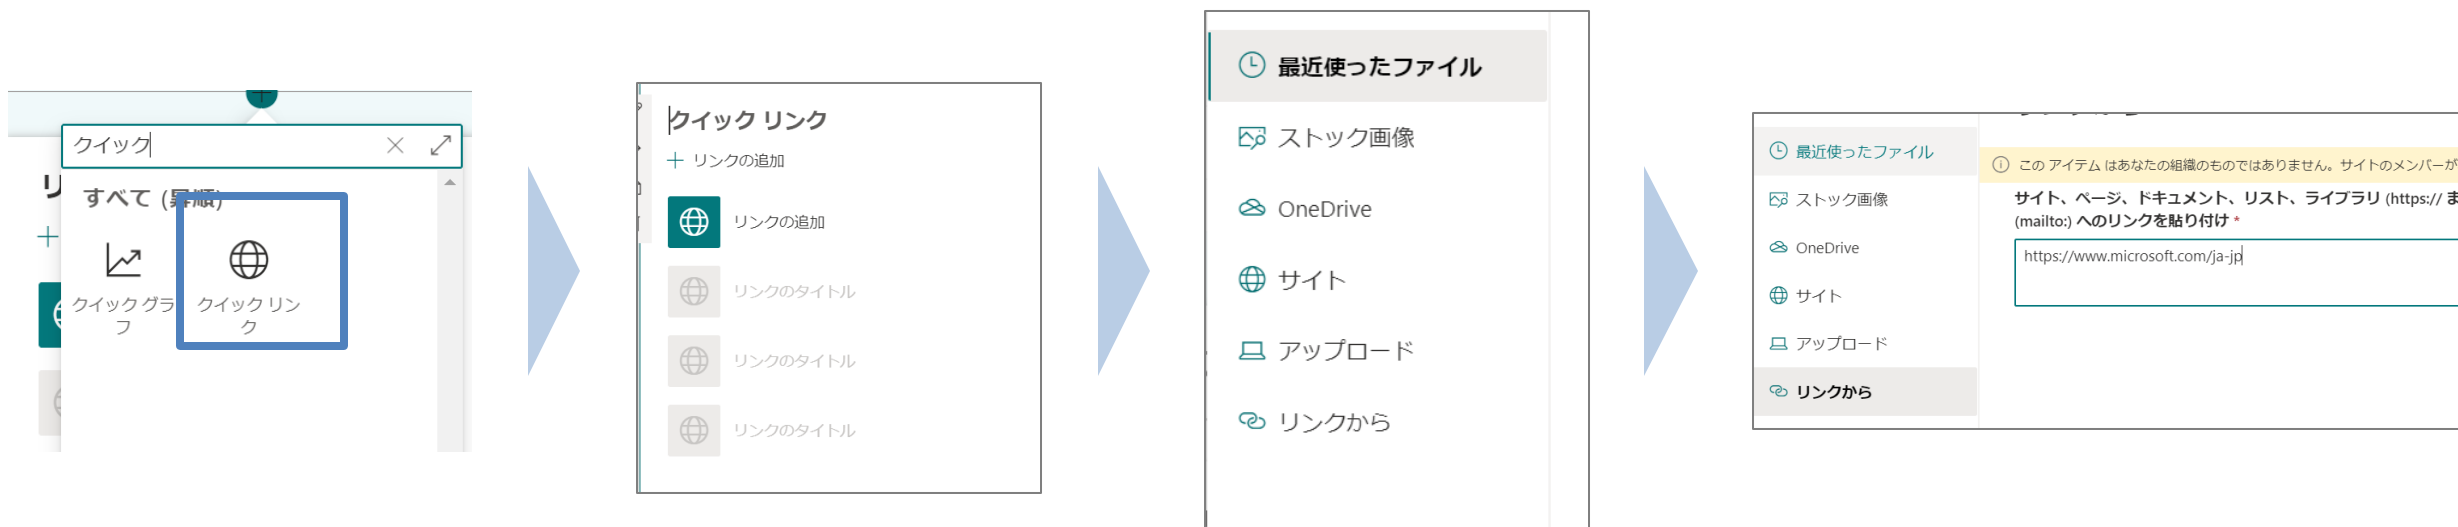 クイック
すべて (昇順)
リ
クイック グラ
フ
クイック リン
ク
クイック リンク
リンクの追加
リンクの追加
リンクのタイトル
リンクのタイトル
リンクのタイトル
最近使ったファイル
ストック画像
OneDrive
サイト
アップロード
リンクから
最近使ったファイル
ストック画像
OneDrive
サイト
アップロード
リンクから
この アイテム はあなたの組織のものではありません。サイトのメンバーが
サイト、ページ、ドキュメント、リスト、ライブラリ (https:// ま
(mailto:) へのリンクを貼り付け *
https://www.microsoft.com/ja-jp